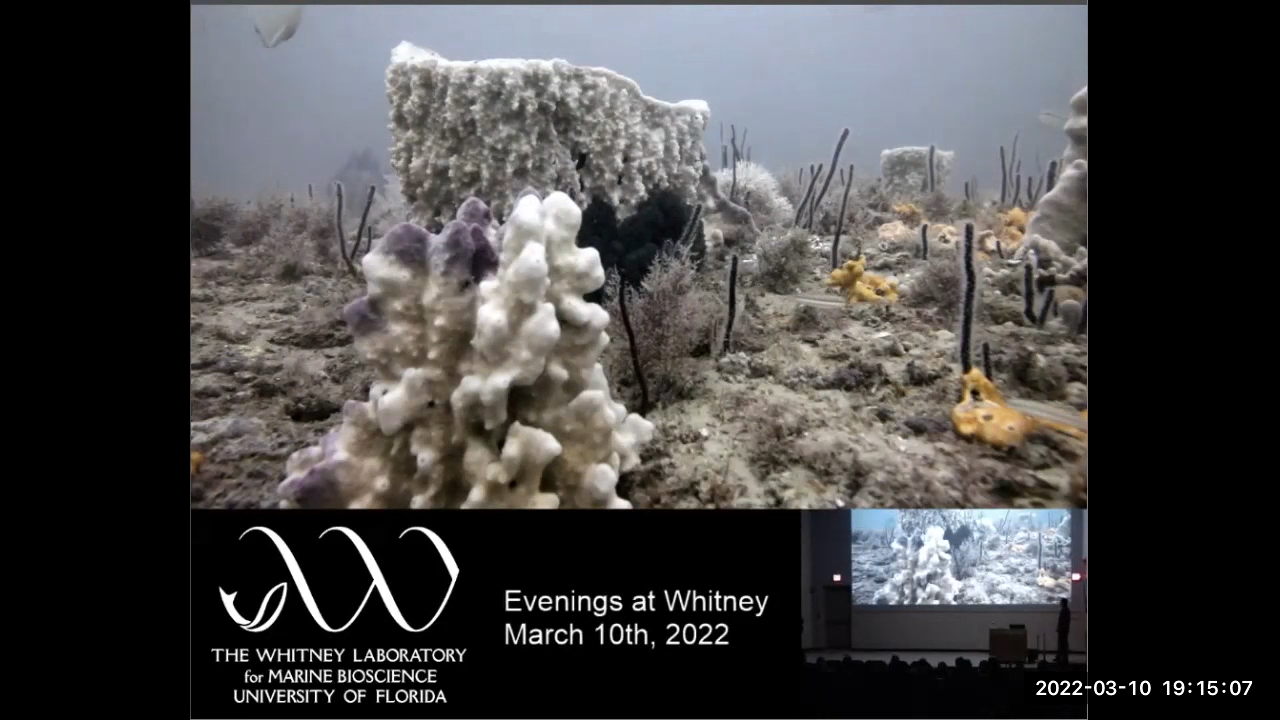 Evenings at Whitney
March 10th, 2022
THE WHITNEY LABORATORY
for MARINE BIOSCIENCE
UNIVERSITY OF FLORIDA
2022-03-10 19:15:07